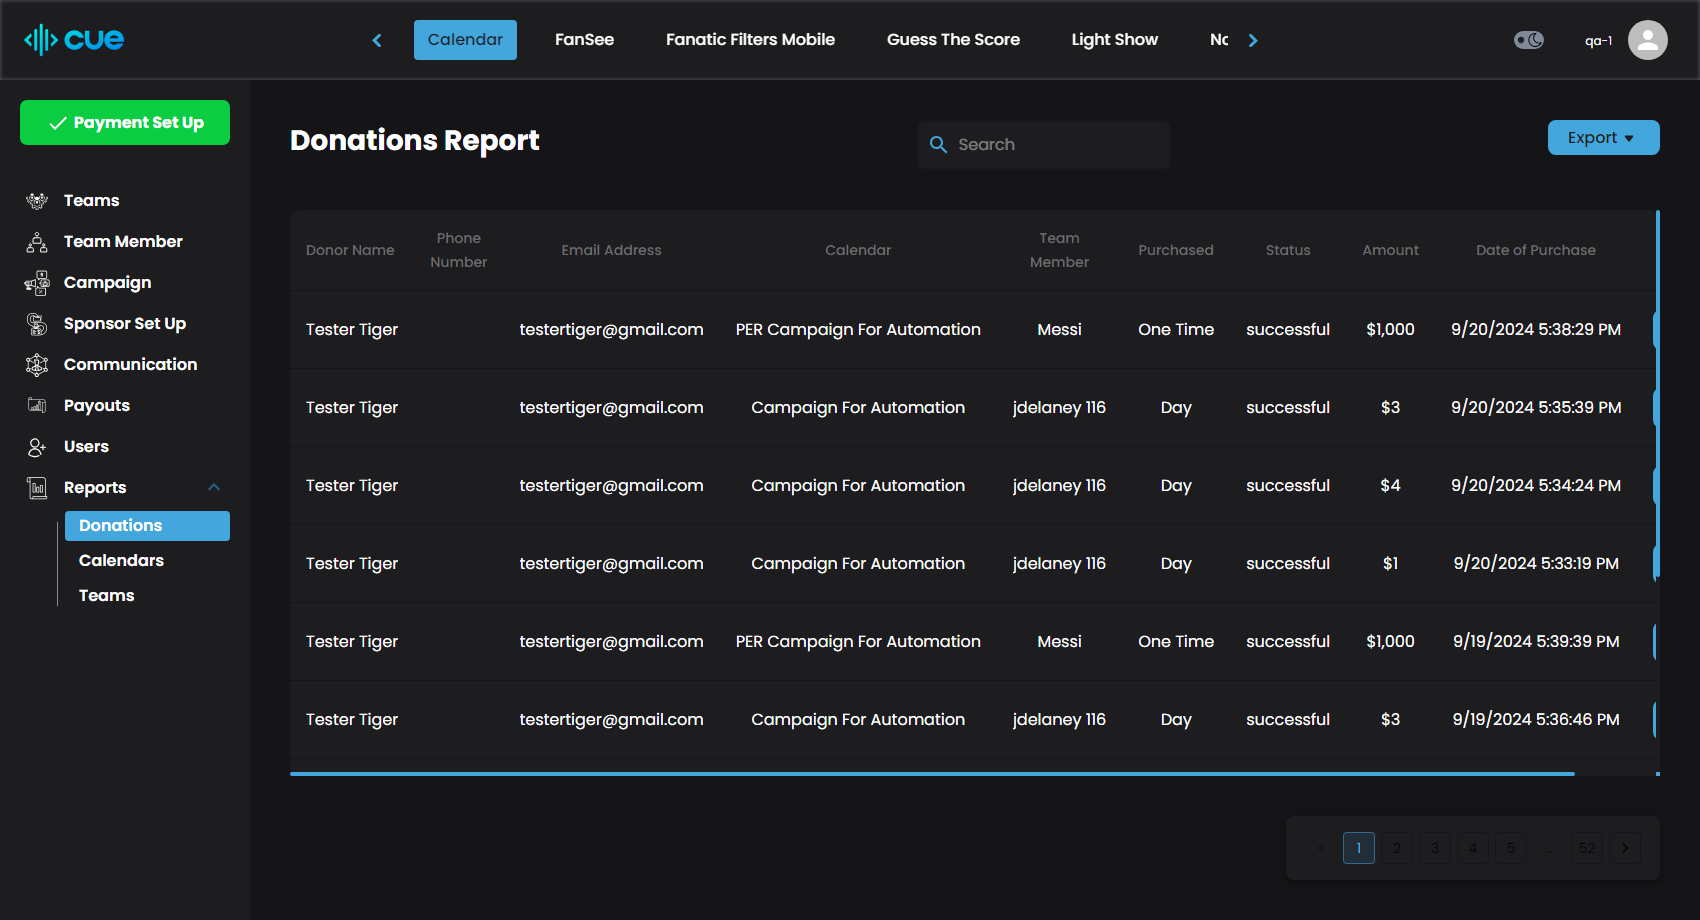 cue
Calendar
FanSee
Fanatic Filters Mobile
Guess The Score
Light Show
qa-1
Payment Set Up
Teams
Team Member
Campaign
Sponsor Set Up
Communication
Payouts
Users
Reports
Donations
Calendars
Teams
Donations Report
Search
Export
Donor Name Phone Number Email Address Calendar Team Member Purchased Status Amount Date of Purchase
Tester Tiger testertiger@gmail.com PER Campaign For Automation Messi One Time successful $1,000 9/20/2024 5:38:29 PM
Tester Tiger testertiger@gmail.com Campaign For Automation jdelaney 116 Day successful $3 9/20/2024 5:35:39 PM
Tester Tiger testertiger@gmail.com Campaign For Automation jdelaney 116 Day successful $4 9/20/2024 5:34:24 PM
Tester Tiger testertiger@gmail.com Campaign For Automation jdelaney 116 Day successful $1 9/20/2024 5:33:19 PM
Tester Tiger testertiger@gmail.com PER Campaign For Automation Messi One Time successful $1,000 9/19/2024 5:39:39 PM
Tester Tiger testertiger@gmail.com Campaign For Automation jdelaney 116 Day successful $3 9/19/2024 5:36:46 PM
1 2 3 4 5 ... 52